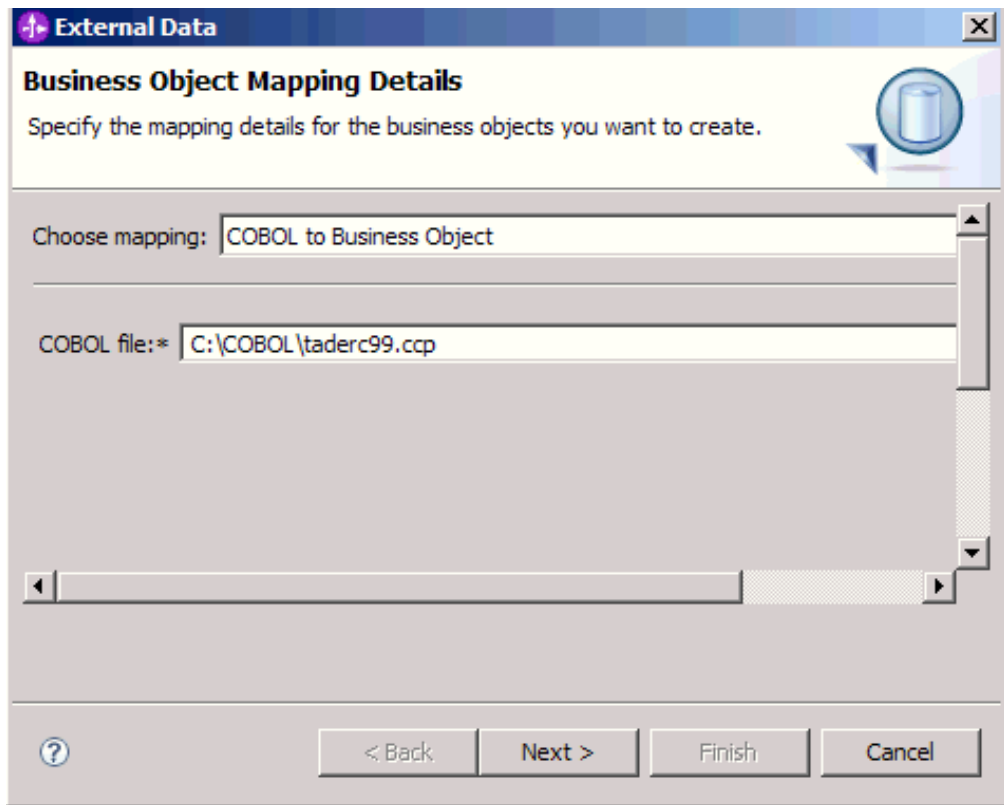 External Data
Business Object Mapping Details
Specify the mapping details for the business objects you want to create.
Choose mapping: COBOL to Business Object
COBOL file:* C:\COBOL\taderc99.ccp
? < Back Next > Finish Cancel